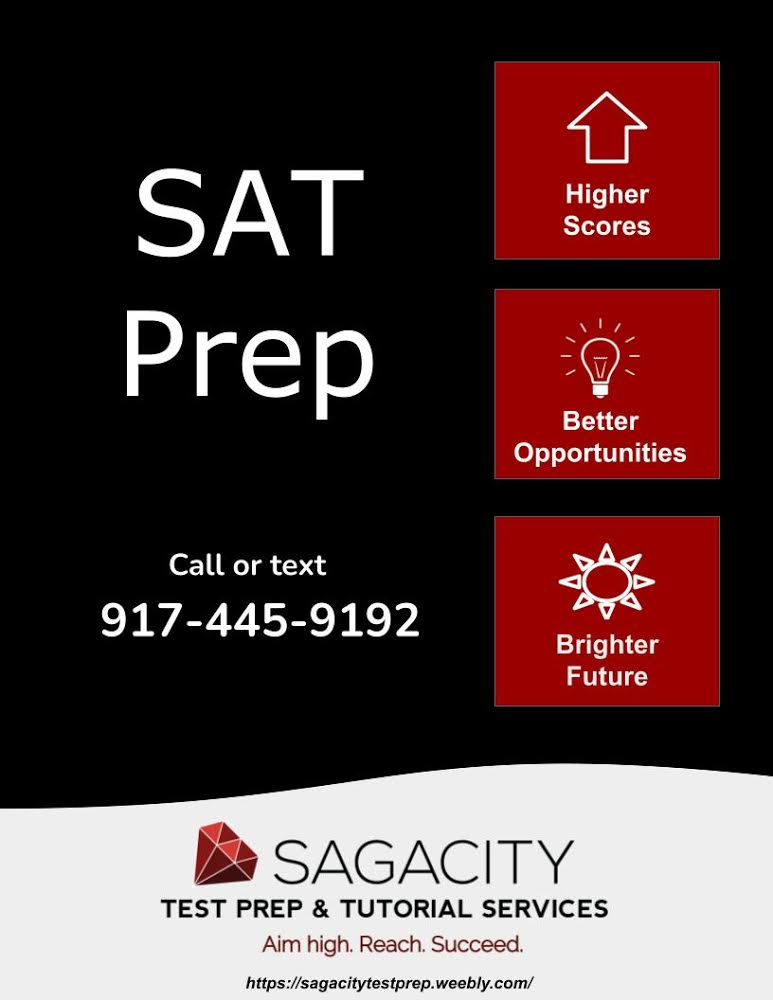 SAT
Prep
Call or text
917-445-9192
Higher
Scores
Better
Opportunities
Brighter
Future
SAGACITY
TEST PREP & TUTORIAL SERVICES
Aim high. Reach. Succeed.
https://sagacitytestprep.weebly.com/